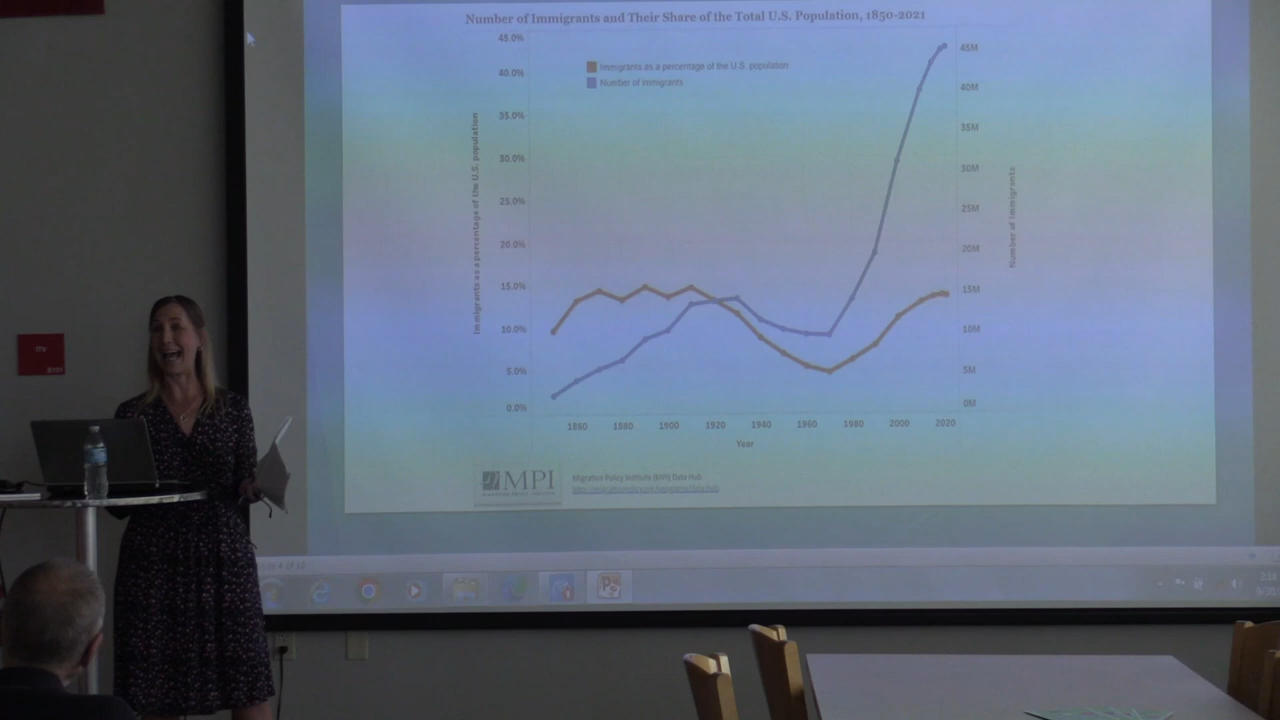 Number of Immigrants and Their Share of the Total U.S. Population, 1850-2021
45.0%
40.0%
35.0%
30.0%
25.0%
20.0%
15.0%
10.0%
5.0%
0.0%
Immigrants as a percentage of the U.S. population
Immigrants as a percentage of the U.S. population
Number of immigrants
45M
40M
35M
30M
25M
20M
15M
10M
5M
0M
Number of Immigrants
1860 1880 1900 1920 1940 1960 1980 2000 2020
Year
MPI
Migration Policy Institute (MPI) Data Hub
4 of 10